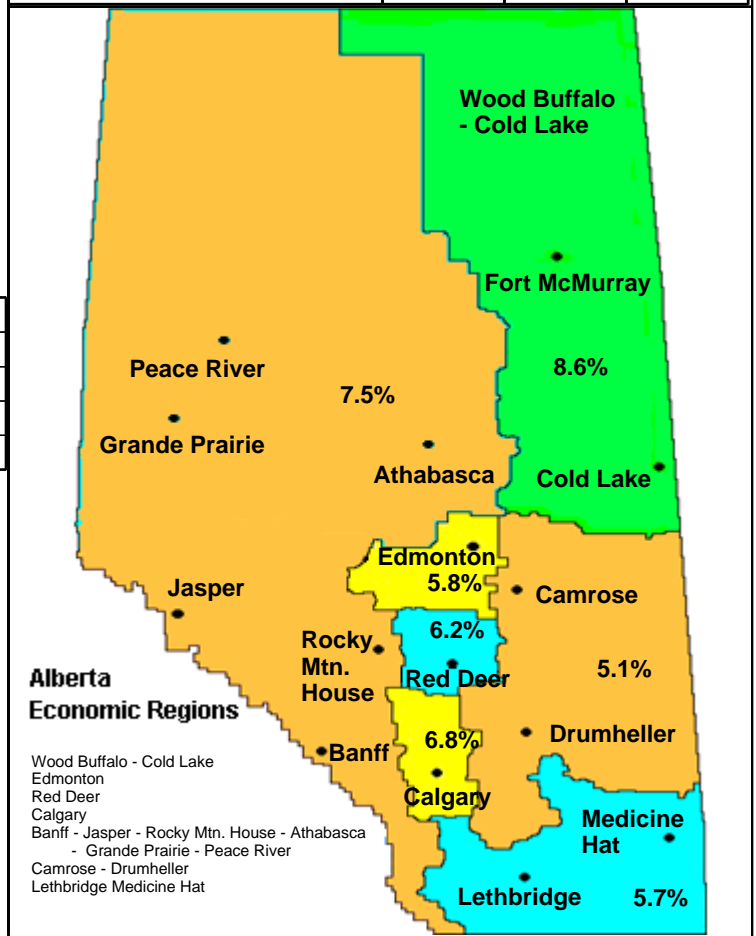 Wood Buffalo
- Cold Lake
Fort McMurray
8.6%
Peace River
7.5%
Grande Prairie
Athabasca
Cold Lake
Edmonton
5.8%
Jasper
Camrose
Rocky
Mtn.
House
6.2%
Red Deer
5.1%
Alberta
Economic Regions
Banff
6.8%
Drumheller
Calgary
Medicine
Hat
Lethbridge
5.7%
Wood Buffalo - Cold Lake
Edmonton
Red Deer
Calgary
Banff - Jasper - Rocky Mtn. House - Athabasca
- Grande Prairie - Peace River
Camrose - Drumheller
Lethbridge Medicine Hat